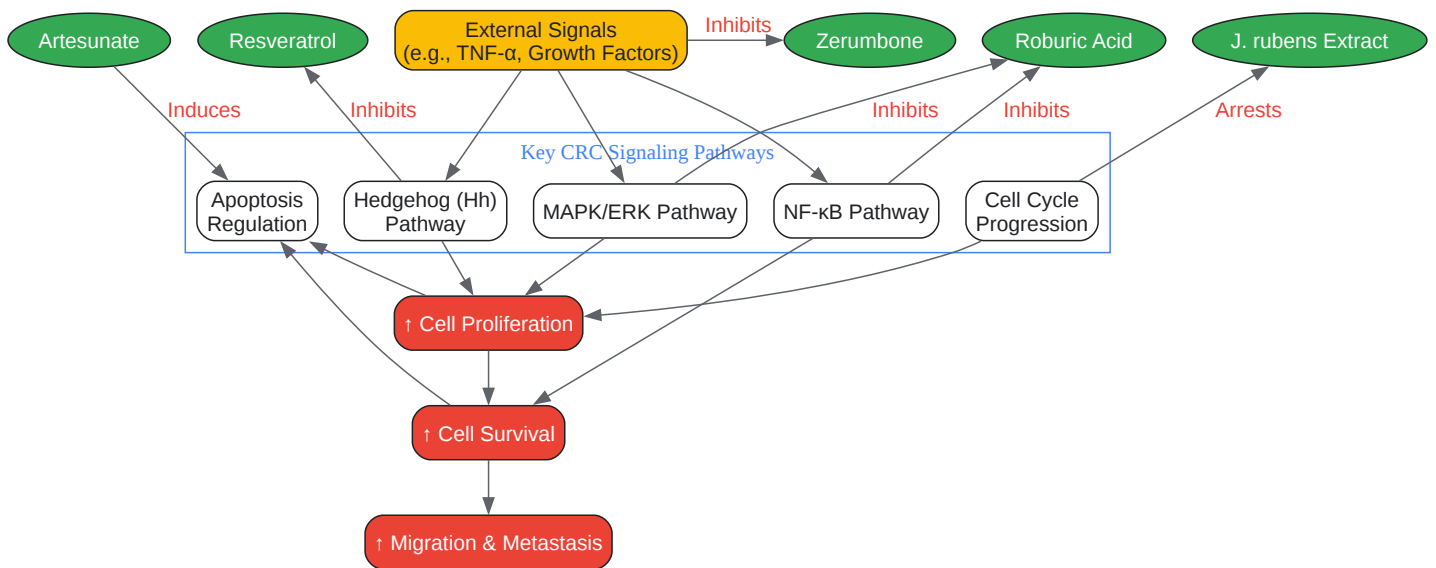 Artesunate
Resveratrol
External Signals
(e.g., TNF-α, Growth Factors)
Inhibits
Zerumbone
Roburic Acid
J. rubens Extract
Induces
Inhibits
Inhibits
Inhibits
Arrests
Key CRC Signaling Pathways
Apoptosis
Regulation
Hedgehog (Hh)
Pathway
MAPK/ERK Pathway
NF-κB Pathway
Cell Cycle
Progression
↑ Cell Proliferation
↑ Cell Survival
↑ Migration & Metastasis